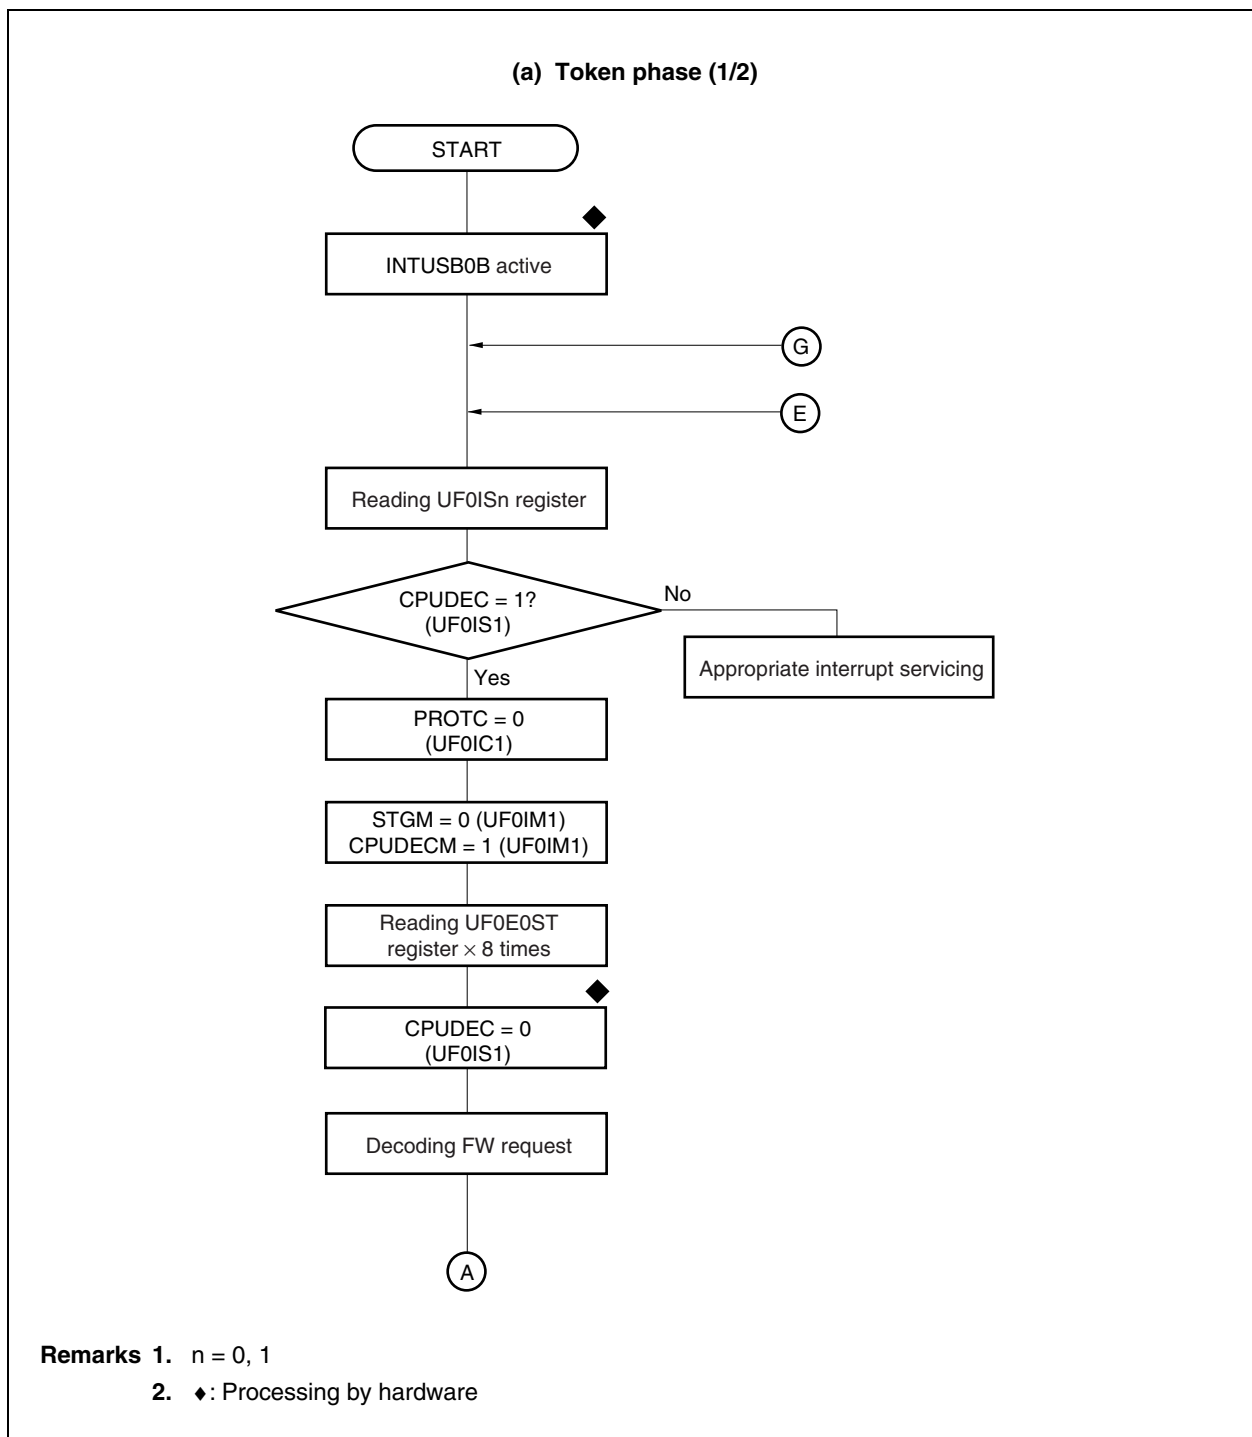 (a) Token phase (1/2)
START
INTUSB0B active
G
E
Reading UF0ISn register
CPUDEC = 1?
(UF0IS1)
No
Appropriate interrupt servicing
Yes
PROTC = 0
(UF0IC1)
STGM = 0 (UF0IM1)
CPUDECM = 1 (UF0IM1)
Reading UF0E0ST
register × 8 times
CPUDEC = 0
(UF0IS1)
Decoding FW request
A
Remarks 1. n = 0, 1
2. ♦: Processing by hardware